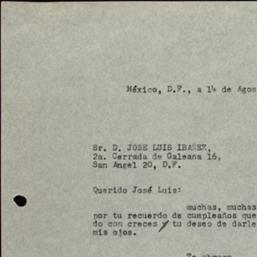 México, D.F., a 14 de Agos
Sr. D. JOSE LUIS IBAÑEZ,
2a. Cerrada de Galeana 16,
San Angel 20, D.F.
Querido José Luis:
muchas, muchas
por tu recuerdo de cumpleaños que
do con creces y tu deseo de darle
mis ojos.